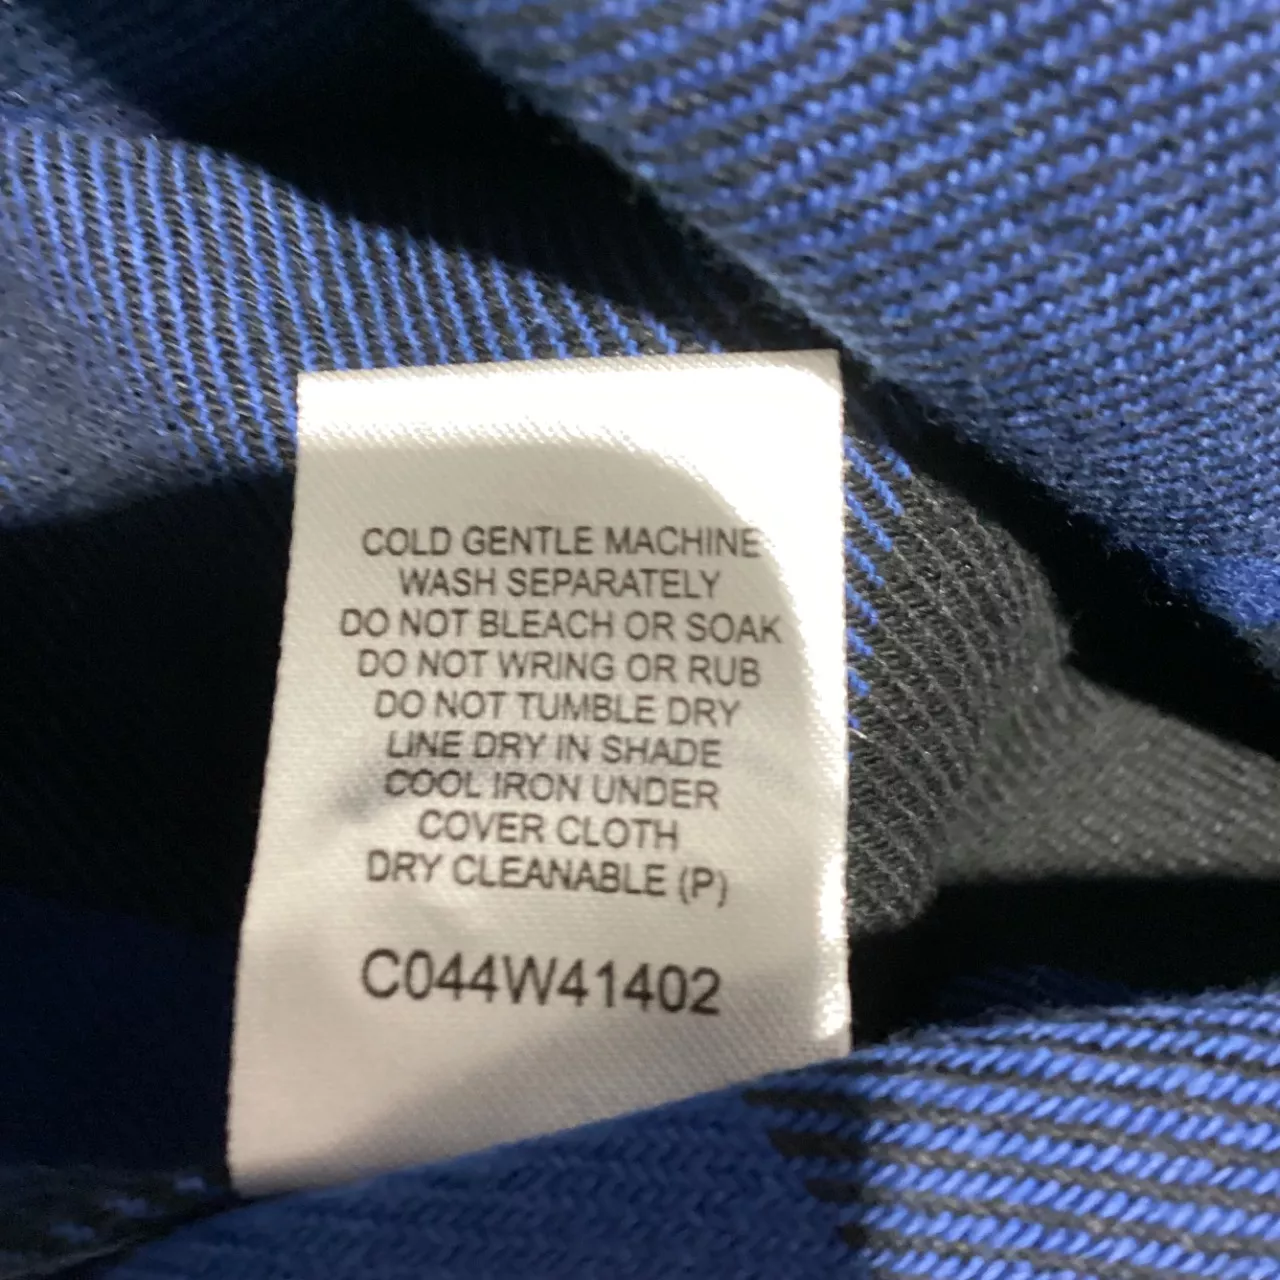 COLD GENTLE MACHINE
WASH SEPARATELY
DO NOT BLEACH OR SOAK
DO NOT WRING OR RUB
DO NOT TUMBLE DRY
LINE DRY IN SHADE
COOL IRON UNDER
COVER CLOTH
DRY CLEANABLE (P)
C044W41402